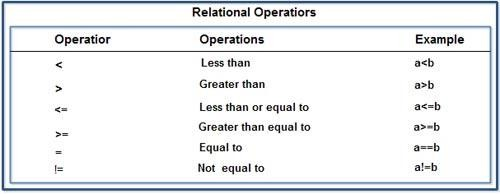 Relational Operatiors
Operatior Operations Example
< Less than a<b
> Greater than a>b
<= Less than or equal to a<=b
>= Greater than equal to a>=b
= Equal to a==b
!= Not equal to a!=b